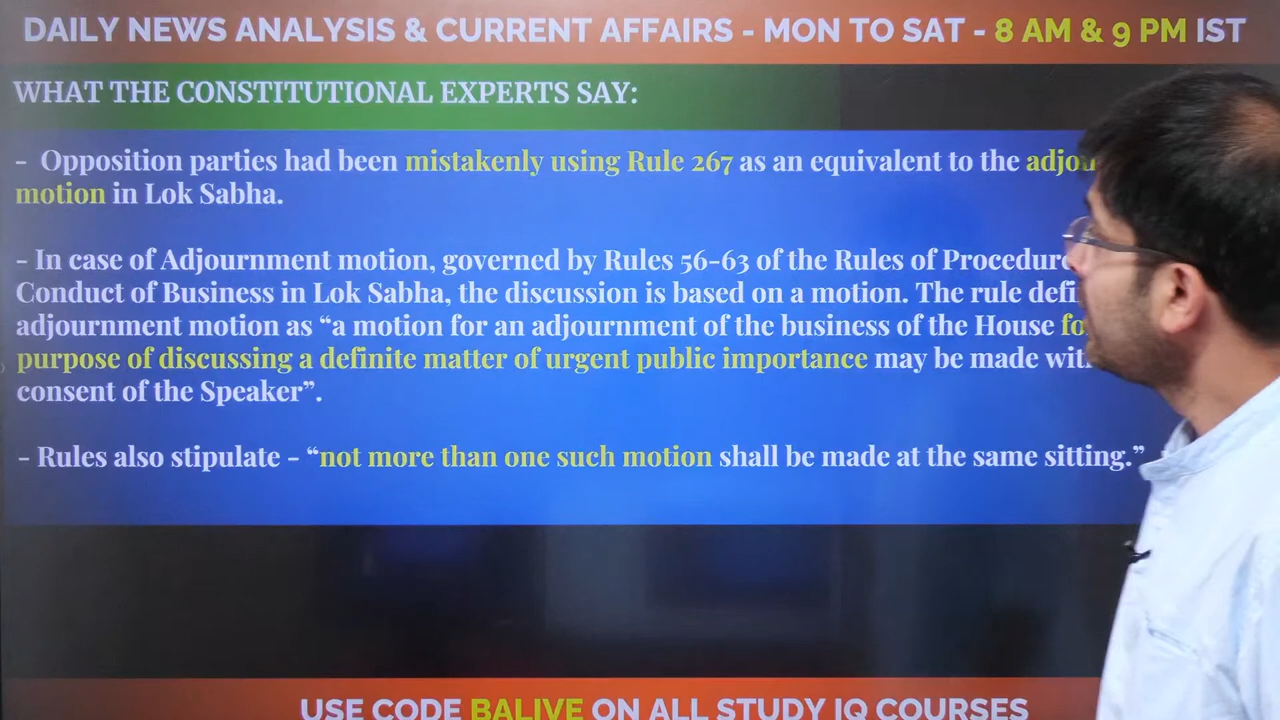 DAILY NEWS ANALYSIS & CURRENT AFFAIRS - MON TO SAT - 8 AM & 9 PM IST
WHAT THE CONSTITUTIONAL EXPERTS SAY:
- Opposition parties had been mistakenly using Rule 267 as an equivalent to the
motion in Lok Sabha.
- In case of Adjournment motion, governed by Rules 56-63 of the Rules of Procedure
Conduct of Business in Lok Sabha, the discussion is based on a motion. The rule
adjournment motion as “a motion for an adjournment of the business of the House
purpose of discussing a definite matter of urgent public importance may be made
consent of the Speaker”.
- Rules also stipulate - “not more than one such motion shall be made at the same sitting.”
USE CODE BALIVE ON ALL STUDY IQ COURSES